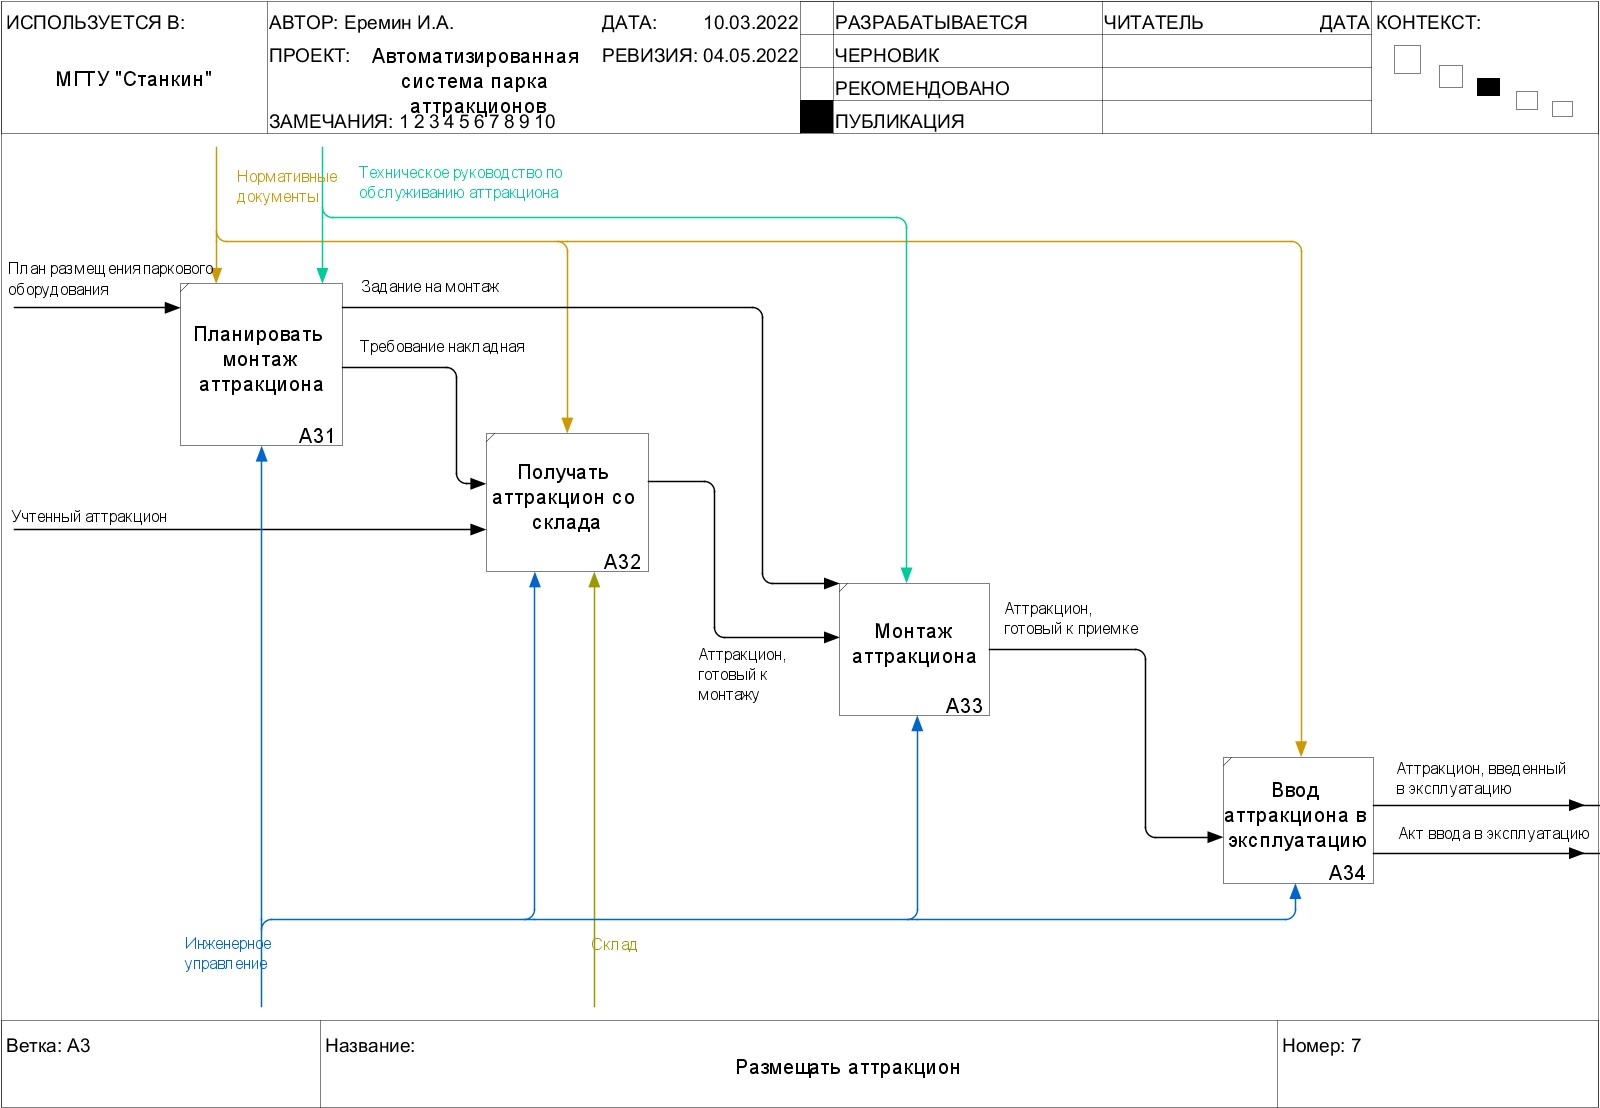 ИСПОЛЬЗУЕТСЯ В:
МГТУ "Станкин"
АВТОР: Еремин И.А.
ДАТА: 10.03.2022
ПРОЕКТ: Автоматизированная
система парка
аттракционов
РЕВИЗИЯ: 04.05.2022
ЗАМЕЧАНИЯ: 1 2 3 4 5 6 7 8 9 10
РАЗРАБАТЫВАЕТСЯ
ЧЕРНОВИК
РЕКОМЕНДОВАНО
ПУБЛИКАЦИЯ
ЧИТАТЕЛЬ
ДАТА
КОНТЕКСТ:
Нормативные
документы
Техническое руководство по
обслуживанию аттракциона
План размещения паркового
оборудования
Планировать
монтаж
аттракциона
A31
Задание на монтаж
Требование накладная
Учтенный аттракцион
Получать
аттракцион со
склада
A32
Аттракцион,
готовый к
монтажу
Монтаж
аттракциона
A33
Аттракцион,
готовый к приемке
Ввод
аттракциона в
эксплуатацию
A34
Аттракцион, введенный
в эксплуатацию
Акт ввода в эксплуатацию
Инженерное
управление
Склад
Ветка: A3
Название:
Размещать аттракцион
Номер: 7